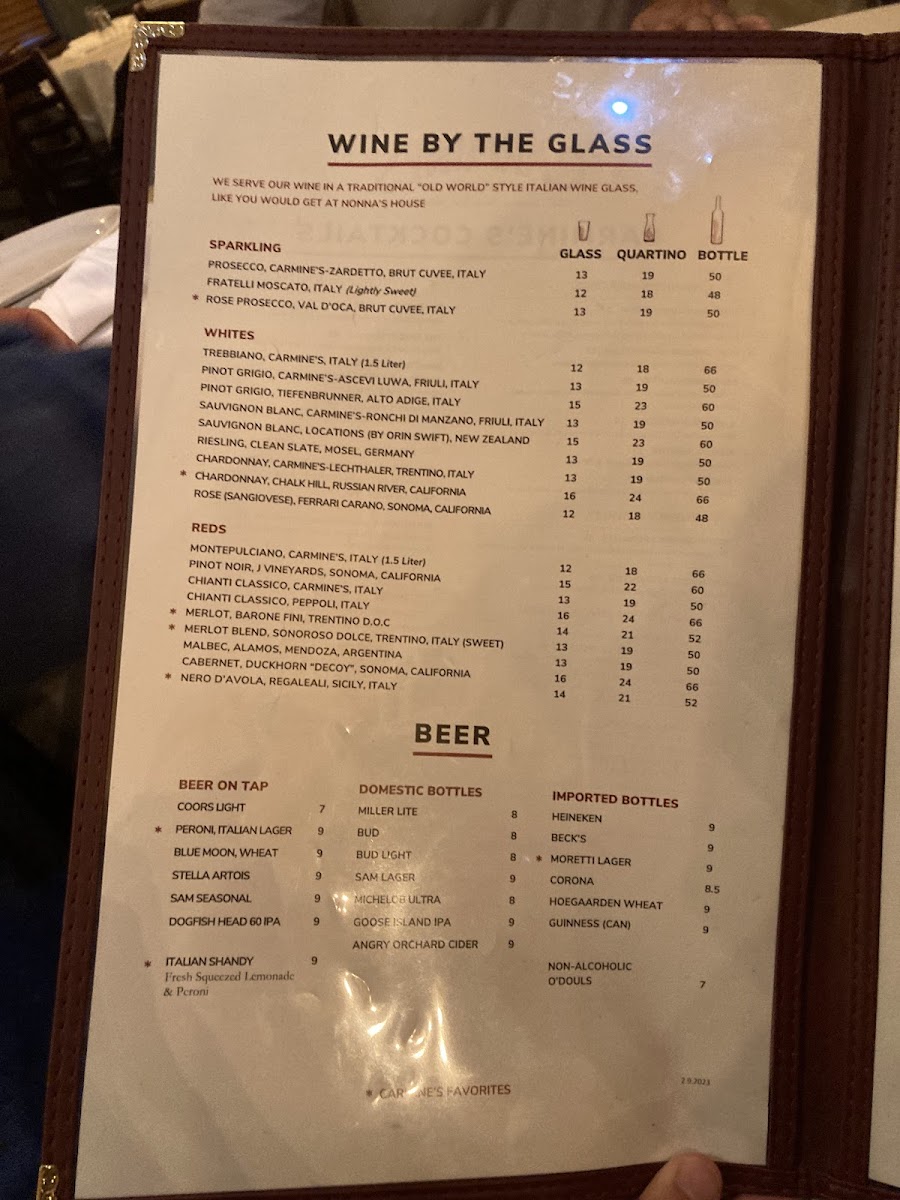 WINE BY THE GLASS
WE SERVE OUR WINE IN A TRADITIONAL "OLD WORLD" STYLE ITALIAN WINE GLASS,
LIKE YOU WOULD GET AT NONNA'S HOUSE
SPARKLING GLASS QUARTINO BOTTLE
PROSECCO, CARMINE'S-ZARDETTO, BRUT CUVEE, ITALY 13 19 50
FRATELLI MOSCATO, ITALY (Lightly Sweet) 12 18 48
* ROSE PROSECCO, VAL D'OCA, BRUT CUVEE, ITALY 13 19 50
WHITES
TREBBIANO, CARMINE'S, ITALY (1.5 Liter) 12 18 66
PINOT GRIGIO, CARMINE'S-ASCEVI LUWA, FRIULI, ITALY 13 19 50
PINOT GRIGIO, TIEFENBRUNNER, ALTO ADIGE, ITALY 15 23 60
SAUVIGNON BLANC, CARMINE'S-RONCHI DI MANZANO, FRIULI, ITALY 13 19 50
SAUVIGNON BLANC, LOCATIONS (BY ORIN SWIFT), NEW ZEALAND 15 23 60
RIESLING, CLEAN SLATE, MOSEL, GERMANY 13 19 50
CHARDONNAY, CARMINE'S-LECHTHALER, TRENTINO, ITALY 13 19 50
* CHARDONNAY, CHALK HILL, RUSSIAN RIVER, CALIFORNIA 16 24 66
ROSE (SANGIOVESE), FERRARI CARANO, SONOMA, CALIFORNIA 12 18 48
REDS
MONTEPULCIANO, CARMINE'S, ITALY (1.5 Liter) 12 18 66
PINOT NOIR, J VINEYARDS, SONOMA, CALIFORNIA 15 22 60
CHIANTI CLASSICO, CARMINE'S, ITALY 13 19 50
CHIANTI CLASSICO, PEPPOLI, ITALY 16 24 66
* MERLOT, BARONE FINI, TRENTINO D.O.C 14 21 52
* MERLOT BLEND, SONOROSO DOLCE, TRENTINO, ITALY (SWEET) 13 19 50
MALBEC, ALAMOS, MENDOZA, ARGENTINA 13 19 50
CABERNET, DUCKHORN "DECOY", SONOMA, CALIFORNIA 16 24 66
* NERO D'AVOLA, REGALEALI, SICILY, ITALY 14 21 52
BEER
BEER ON TAP
COORS LIGHT 7
* PERONI, ITALIAN LAGER 9
BLUE MOON, WHEAT 9
STELLA ARTOIS 9
SAM SEASONAL 9
DOGFISH HEAD 60 IPA 9
* ITALIAN SHANDY 9
Fresh Squeezed Lemonade
& Peroni
DOMESTIC BOTTLES
MILLER LITE 8
BUD 8
BUD LIGHT 8
SAM LAGER 9
MICHELOB ULTRA 8
GOOSE ISLAND IPA 9
ANGRY ORCHARD CIDER 9
IMPORTED BOTTLES
HEINEKEN 9
BECK'S 9
* MORETTI LAGER 9
CORONA 8.5
HOEGAARDEN WHEAT 9
GUINNESS (CAN) 9
NON-ALCOHOLIC
O'DOULS 7
* CARMINE'S FAVORITES
2.9.2023